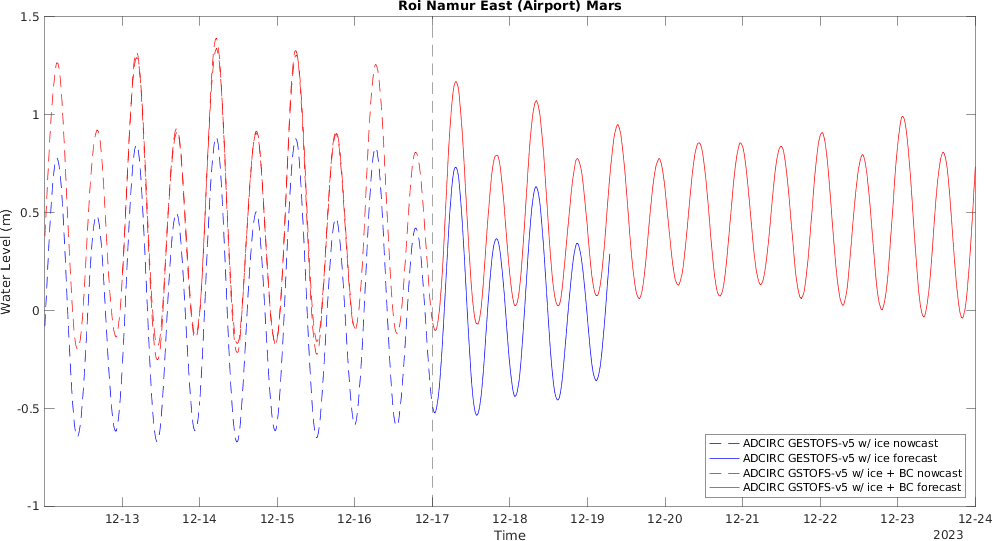 Roi Namur East (Airport) Mars
1.5
1
0.5
0
-0.5
-1
Water Level (m)
12-13 12-14 12-15 12-16 12-17 12-18 12-19 12-20 12-21 12-22 12-23 12-24
Time
2023
ADCIRC GESTOFS-v5 w/ ice nowcast
ADCIRC GESTOFS-v5 w/ ice forecast
ADCIRC GSTOFS-v5 w/ ice + BC nowcast
ADCIRC GSTOFS-v5 w/ ice + BC forecast